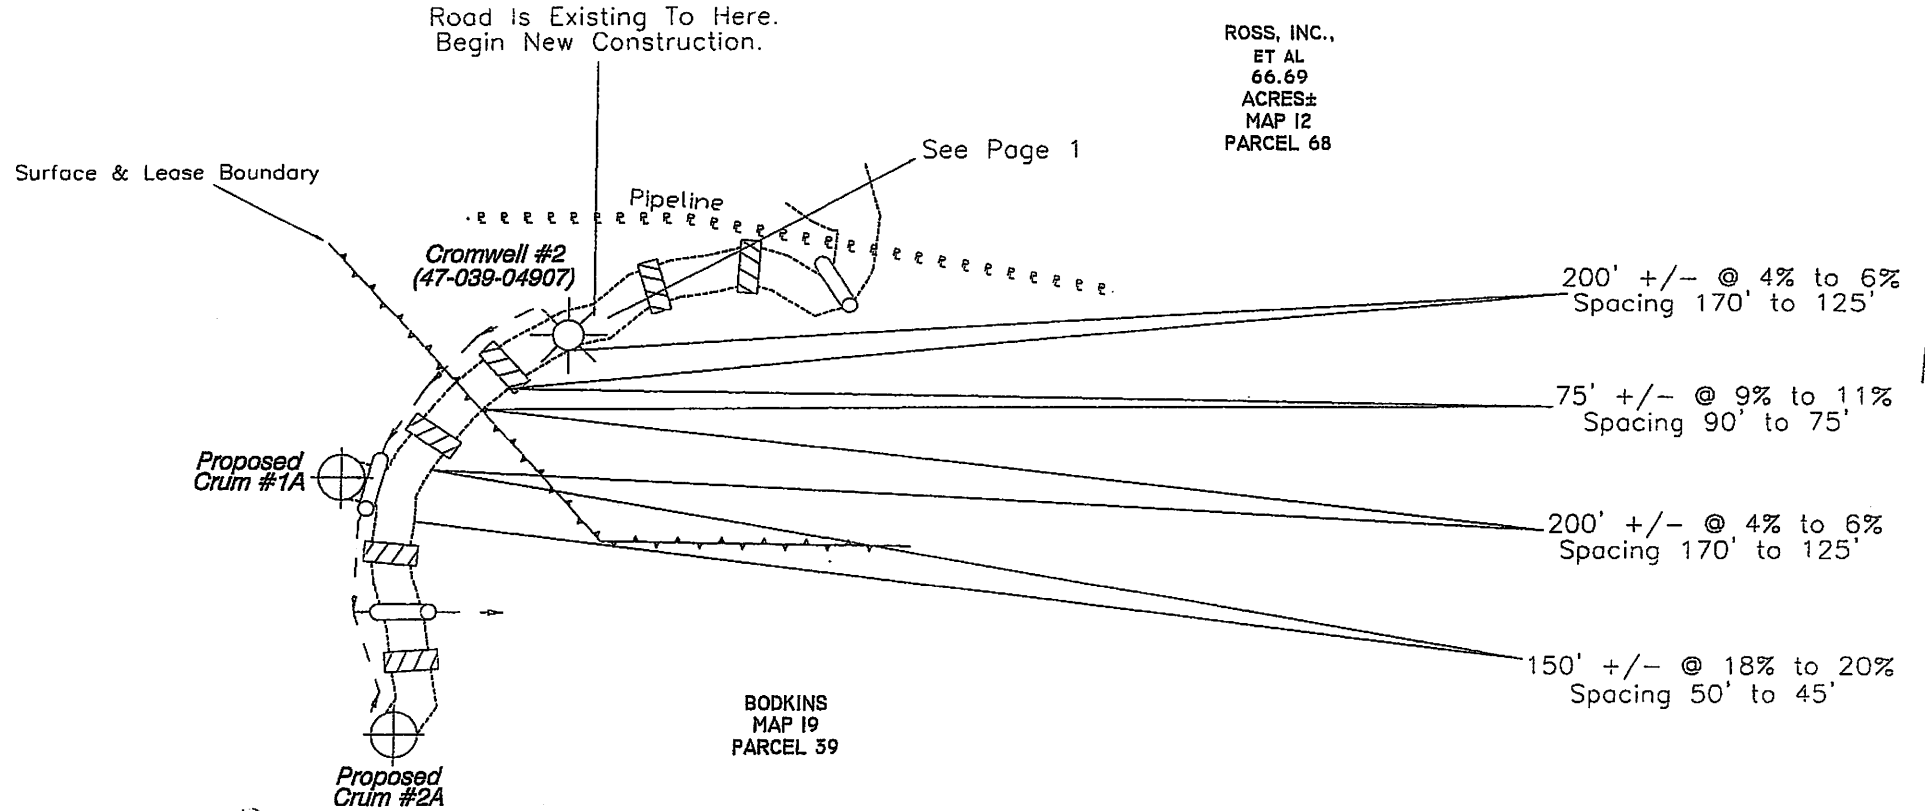 Road Is Existing To Here.
Begin New Construction.
ROSS, INC.,
ET AL
66.69
ACRES±
MAP 12
PARCEL 68
See Page 1
Surface & Lease Boundary
Pipeline
Cromwell #2
(47-039-04907)
200' +/- @ 4% to 6%
Spacing 170' to 125'
75' +/- @ 9% to 11%
Spacing 90' to 75'
Proposed
Crum #1A
200' +/- @ 4% to 6%
Spacing 170' to 125'
150' +/- @ 18% to 20%
Spacing 50' to 45'
BODKINS
MAP 19
PARCEL 39
Proposed
Crum #2A